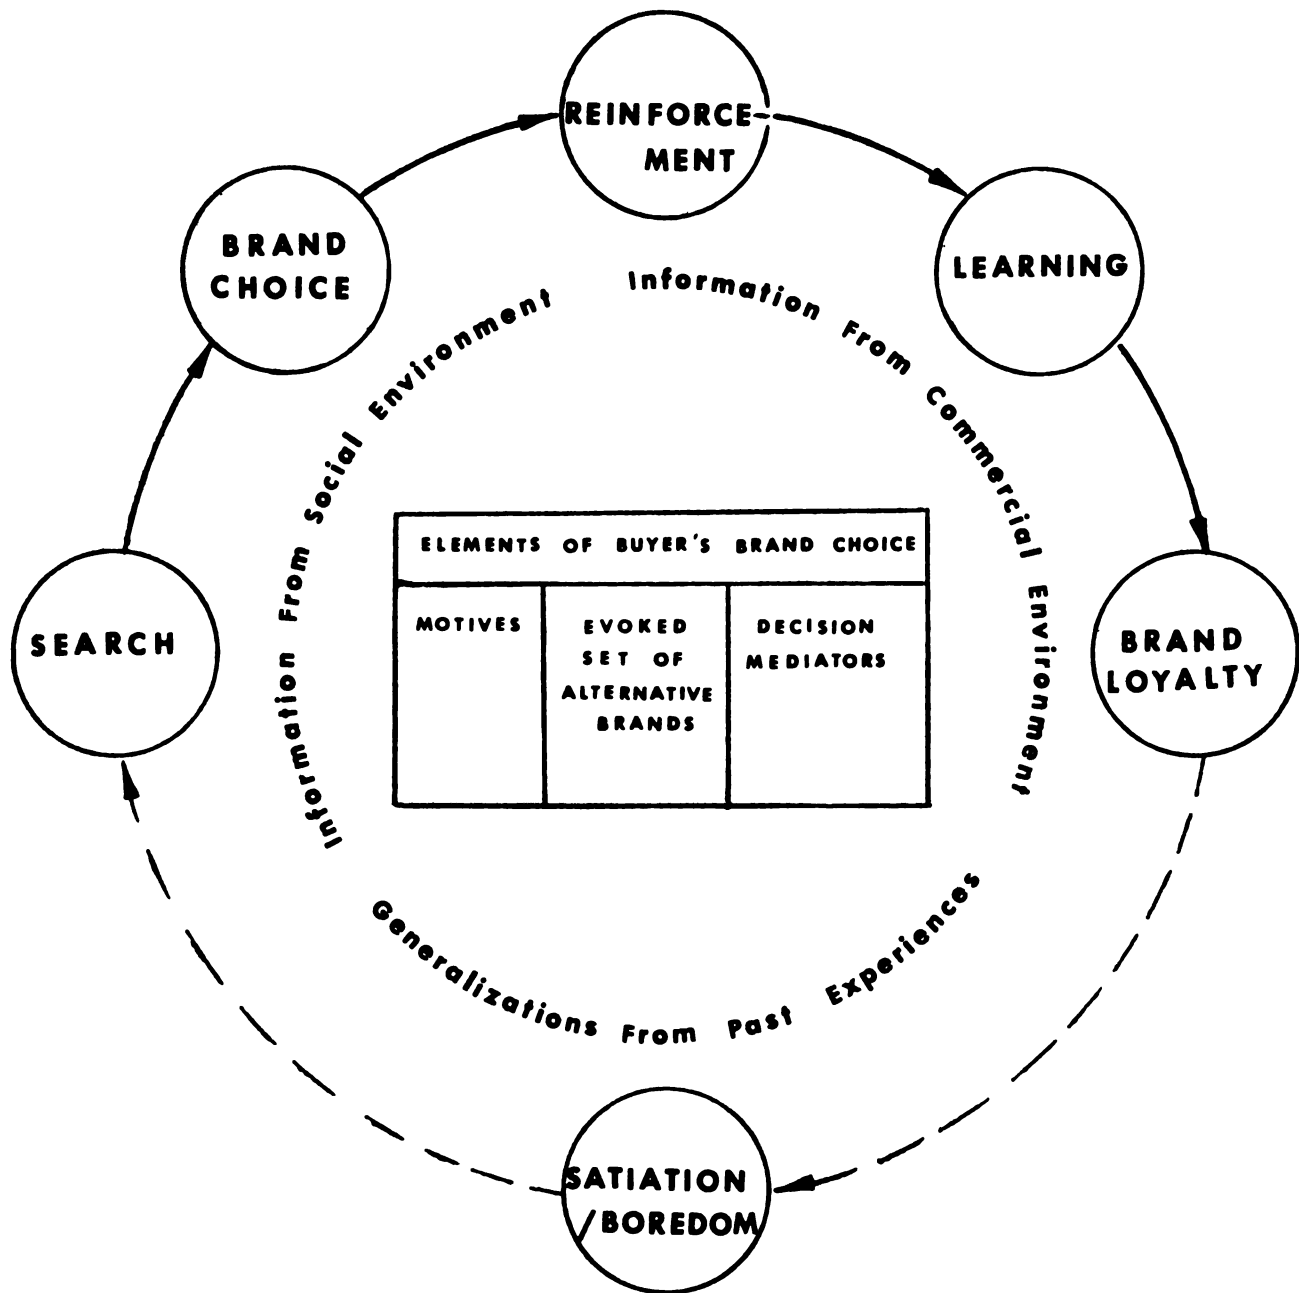 REINFORCE-
MENT
BRAND
CHOICE
LEARNING
SEARCH
BRAND
LOYALTY
SATIATION
/BOREDOM
Information From Social Environment
Information From Commercial Environment
Generalizations From Past Experiences
ELEMENTS OF BUYER'S BRAND CHOICE
MOTIVES
EVOKED
SET OF
ALTERNATIVE
BRANDS
DECISION
MEDIATORS